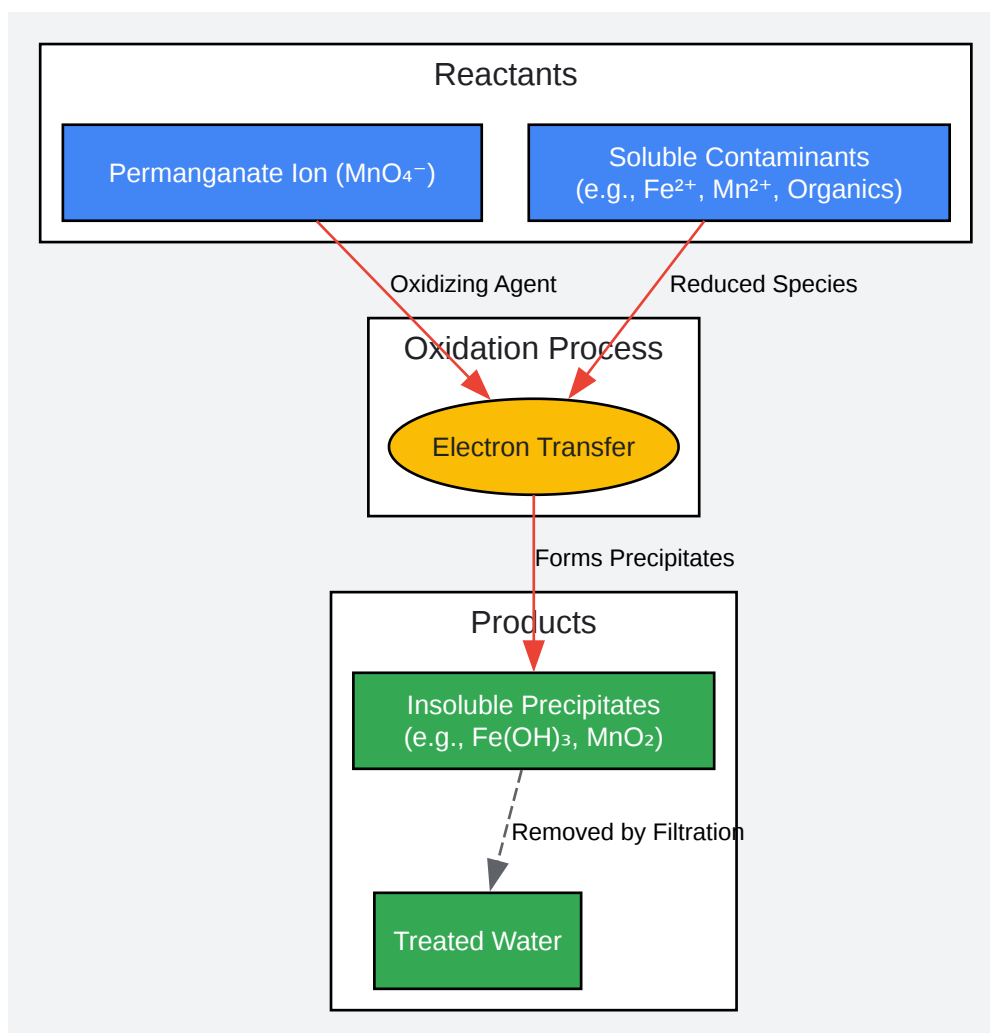 Reactants
Permanganate Ion (MnO₄⁻)
Soluble Contaminants
(e.g., Fe²⁺, Mn²⁺, Organics)
Oxidizing Agent
Reduced Species
Oxidation Process
Electron Transfer
Forms Precipitates
Products
Insoluble Precipitates
(e.g., Fe(OH)₃, MnO₂)
Removed by Filtration
Treated Water